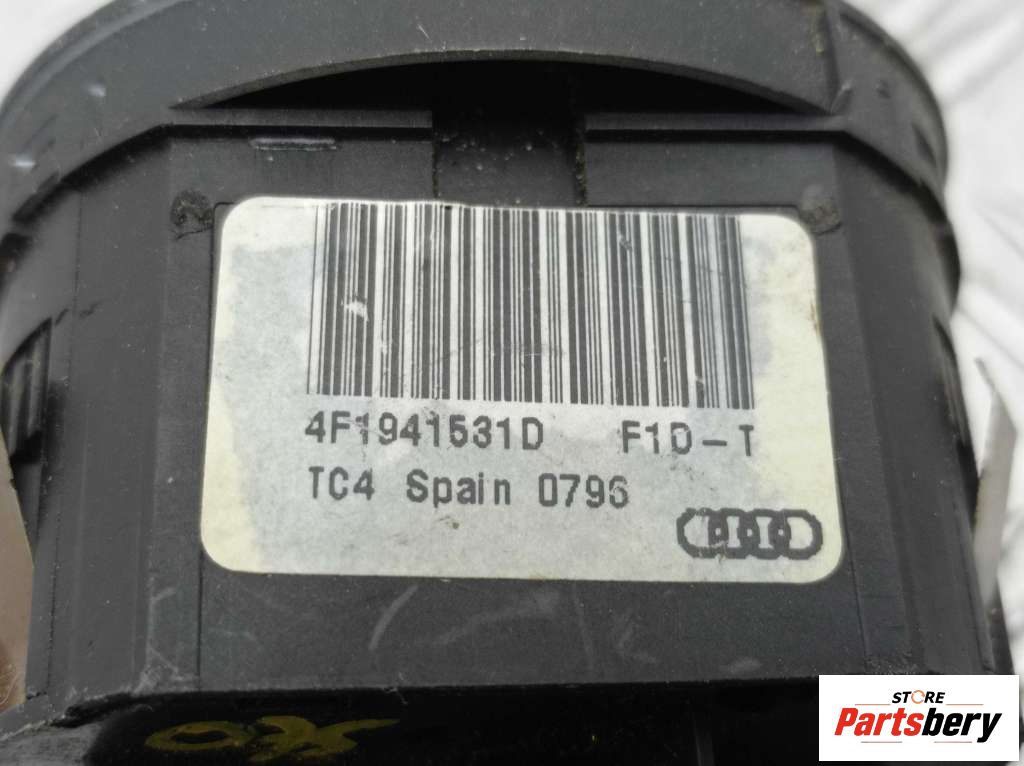 4F1941531D F1D-T
TC4 Spain 0796
STORE
Partsbery